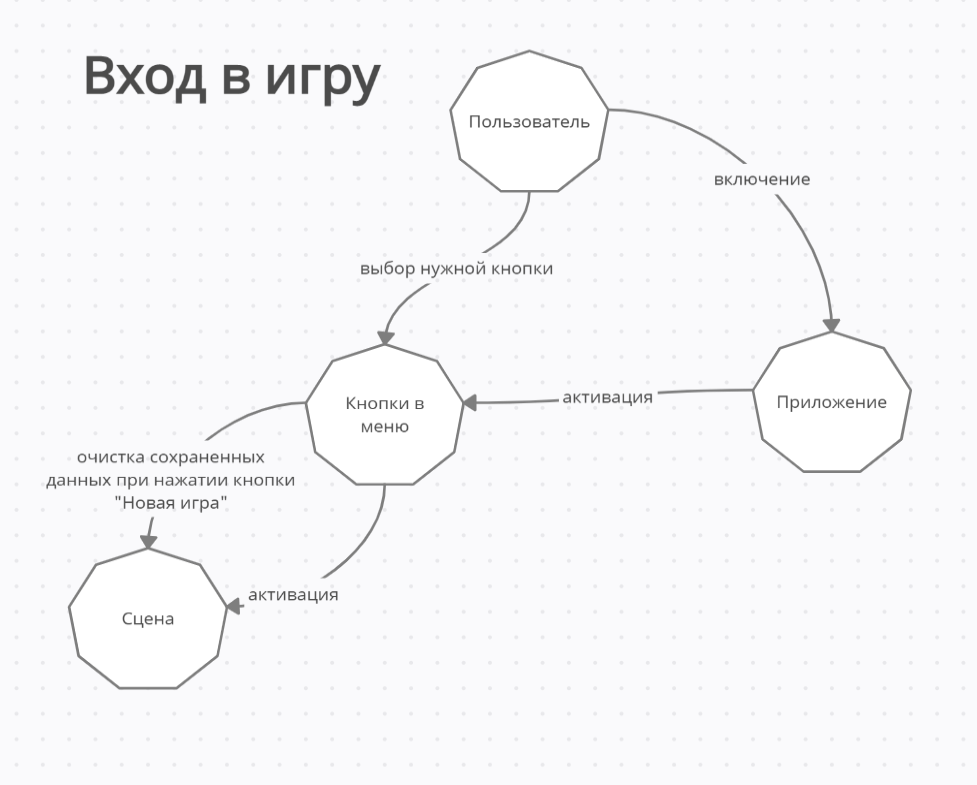 Вход в игру
Пользователь
включение
выбор нужной кнопки
Кнопки в
меню
активация
Приложение
очистка сохраненных
данных при нажатии кнопки
"Новая игра"
активация
Сцена